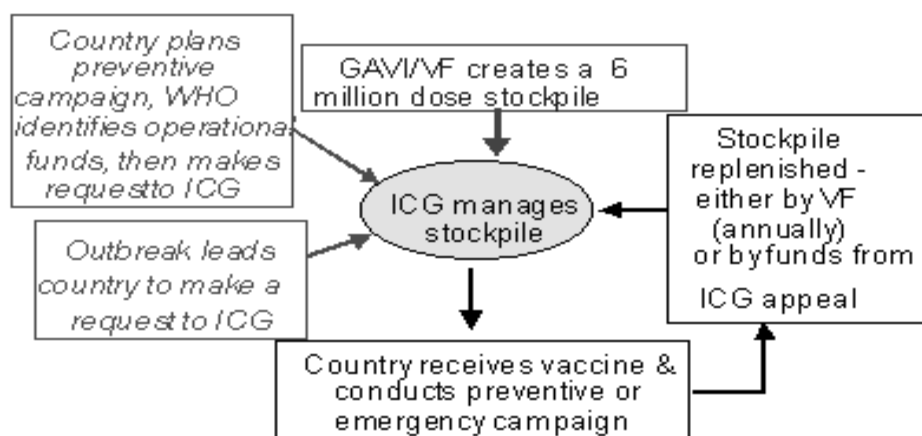 Country plans
preventive
campaign, WHO
identifies operational
funds, then makes
request to ICG
GAVI/VF creates a 6
million dose stockpile
Stockpile
replenished -
either by VF
(annually)
or by funds from
ICG appeal
ICG manages
stockpile
Outbreak leads
country to make a
request to ICG
Country receives vaccine &
conducts preventive or
emergency campaign